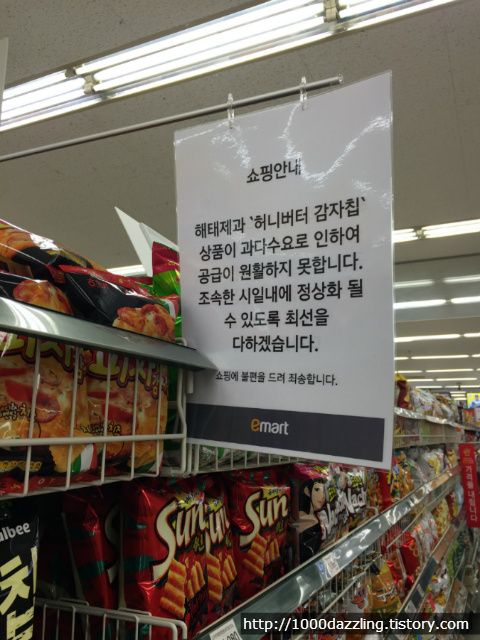 쇼핑안내
해태제과 `허니버터 감자칩`
상품이 과다수요로 인하여
공급이 원활하지 못합니다.
조속한 시일내에 정상화 될
수 있도록 최선을
다하겠습니다.
쇼핑에 불편을 드려 죄송합니다.
emart
Sun
Sun
Sun
Black
albee
http://1000dazzling.tistory.com